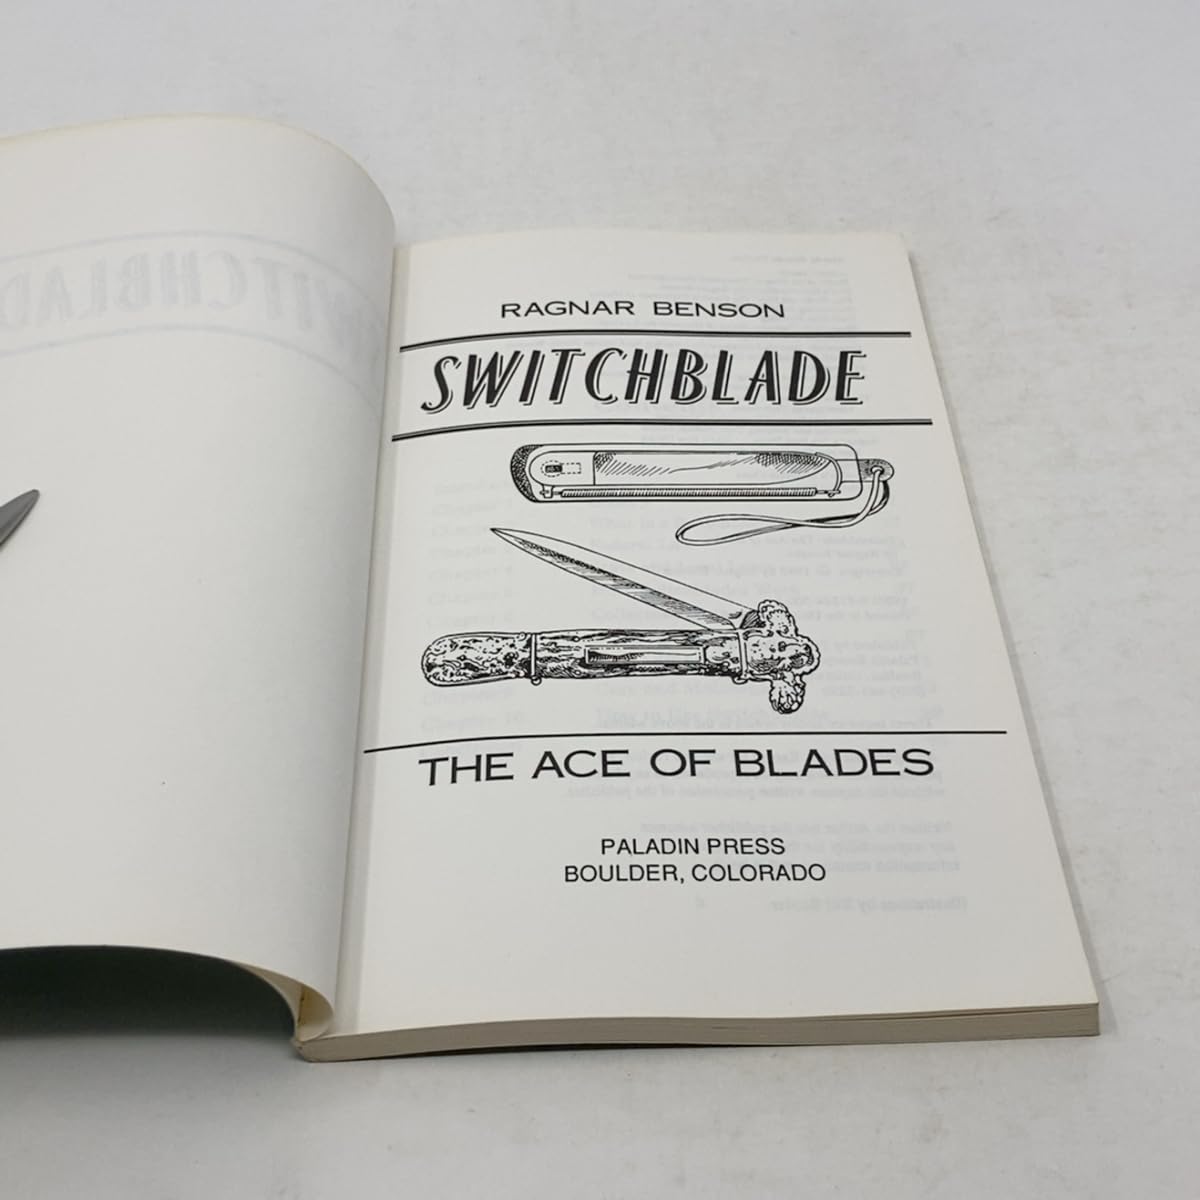 RAGNAR BENSON
SWITCHBLADE
THE ACE OF BLADES
PALADIN PRESS
BOULDER, COLORADO